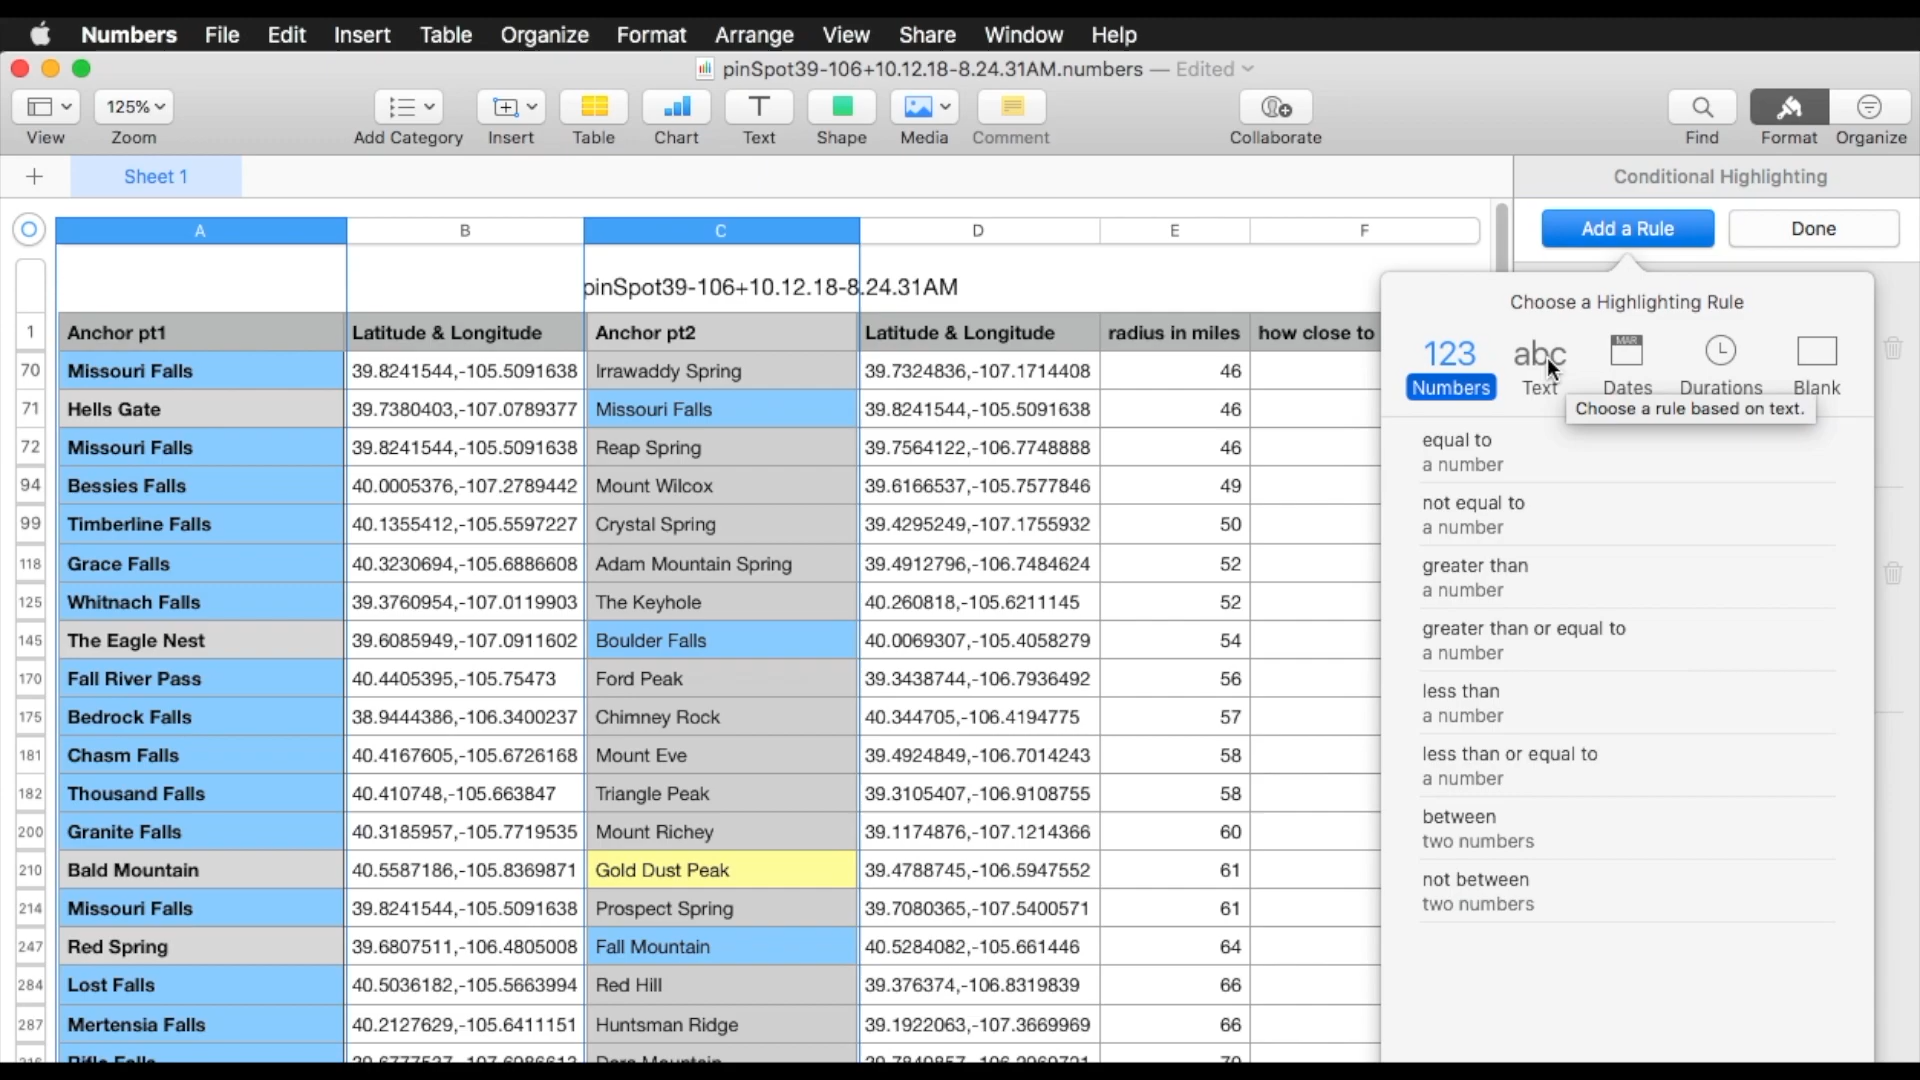 Numbers File Edit Insert Table Organize Format Arrange View Share Window Help
pinSpot39-106+10.12.18-8.24.31AM.numbers — Edited
125%
View Zoom Add Category Insert Table Chart Text Shape Media Comment Collaborate Find Format Organize
+ Sheet 1 Conditional Highlighting
Add a Rule Done
A B C D E F
pinSpot39-106+10.12.18-8.24.31AM
1 Anchor pt1 Latitude & Longitude Anchor pt2 Latitude & Longitude radius in miles how close to
70 Missouri Falls 39.8241544,-105.5091638 Irrawaddy Spring 39.7324836,-107.1714408 46
71 Hells Gate 39.7380403,-107.0789377 Missouri Falls 39.8241544,-105.5091638 46
72 Missouri Falls 39.8241544,-105.5091638 Reap Spring 39.7564122,-106.7748888 46
94 Bessies Falls 40.0005376,-107.2789442 Mount Wilcox 39.6166537,-105.7577846 49
99 Timberline Falls 40.1355412,-105.5597227 Crystal Spring 39.4295249,-107.1755932 50
118 Grace Falls 40.3230694,-105.6886608 Adam Mountain Spring 39.4912796,-106.7484624 52
125 Whitnach Falls 39.3760954,-107.0119903 The Keyhole 40.260818,-105.6211145 52
145 The Eagle Nest 39.6085949,-107.0911602 Boulder Falls 40.0069307,-105.4058279 54
170 Fall River Pass 40.4405395,-105.75473 Ford Peak 39.3438744,-106.7936492 56
175 Bedrock Falls 38.9444386,-106.3400237 Chimney Rock 40.344705,-106.4194775 57
181 Chasm Falls 40.4167605,-105.6726168 Mount Eve 39.4924849,-106.7014243 58
182 Thousand Falls 40.410748,-105.663847 Triangle Peak 39.3105407,-106.9108755 58
200 Granite Falls 40.3185957,-105.7719535 Mount Richey 39.1174876,-107.1214366 60
210 Bald Mountain 40.5587186,-105.8369871 Gold Dust Peak 39.4788745,-106.5947552 61
214 Missouri Falls 39.8241544,-105.5091638 Prospect Spring 39.7080365,-107.5400571 61
247 Red Spring 39.6807511,-106.4805008 Fall Mountain 40.5284082,-105.661446 64
284 Lost Falls 40.5036182,-105.5663994 Red Hill 39.376374,-106.8319839 66
287 Mertensia Falls 40.2127629,-105.6411151 Huntsman Ridge 39.1922063,-107.3669969 66
Rifle Falls
Choose a Highlighting Rule
123 abc MAR
Numbers Text Dates Durations Blank
Choose a rule based on text.
equal to
a number
not equal to
a number
greater than
a number
greater than or equal to
a number
less than
a number
less than or equal to
a number
between
two numbers
not between
two numbers